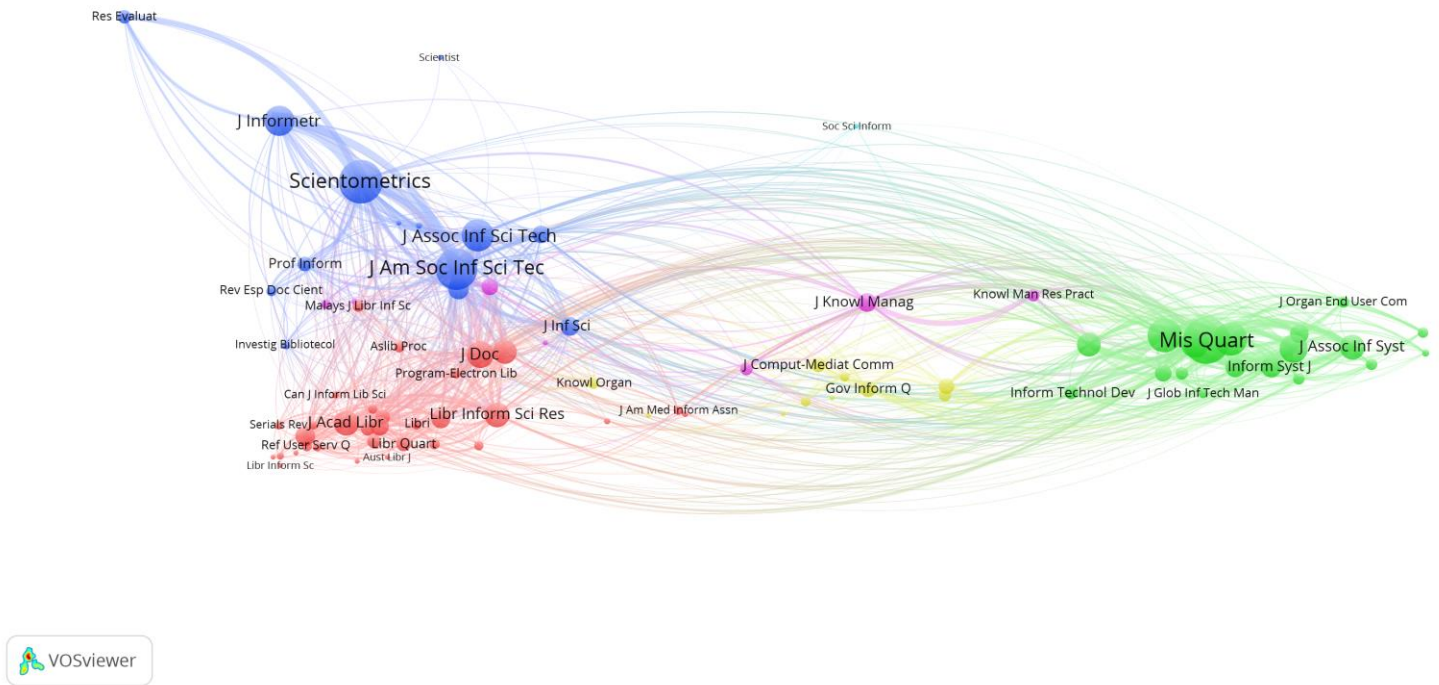 Res Evaluat
Scientist
J Informetr
Soc Sci Inform
Scientometrics
J Assoc Inf Sci Tech
Prof Inform
J Am Soc Inf Sci Tec
Rev Esp Doc Cient
Malays J Libr Inf Sc
J Knowl Manag
Knowl Man Res Pract
J Organ End User Com
J Inf Sci
Investig Bibliotecol
Aslib Proc
J Doc
Mis Quart
J Assoc Inf Syst
Program-Electron Lib
J Comput-Mediat Comm
Inform Syst J
Knowl Organ
Gov Inform Q
Can J Inform Lib Sci
Inform Technol Dev
J Glob Inf Tech Man
J Am Med Inform Assn
Serials Rev
J Acad Libr
Libri
Libr Inform Sci Res
Ref User Serv Q
Libr Quart
Aust Libr J
Libr Inform Sc
VOSviewer